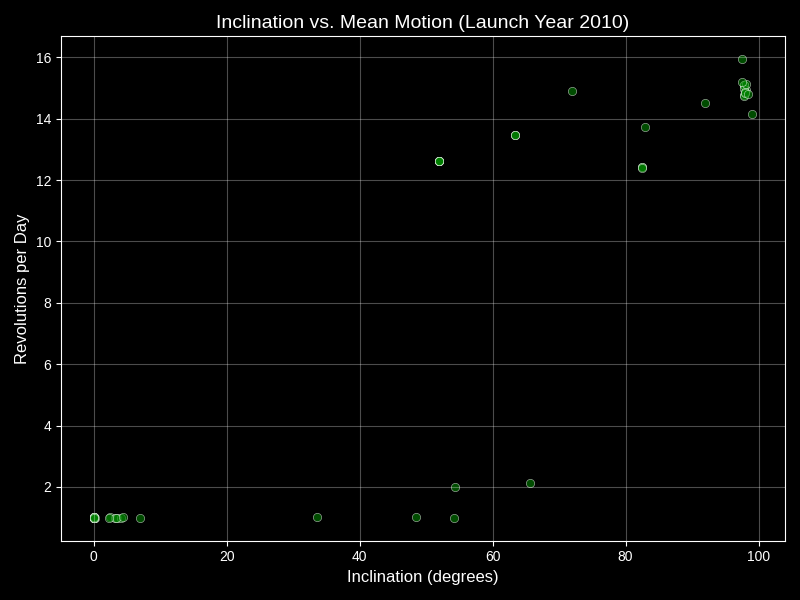 Inclination vs. Mean Motion (Launch Year 2010)
Revolutions per Day
16
14
12
10
8
6
4
2
0 20 40 60 80 100
Inclination (degrees)